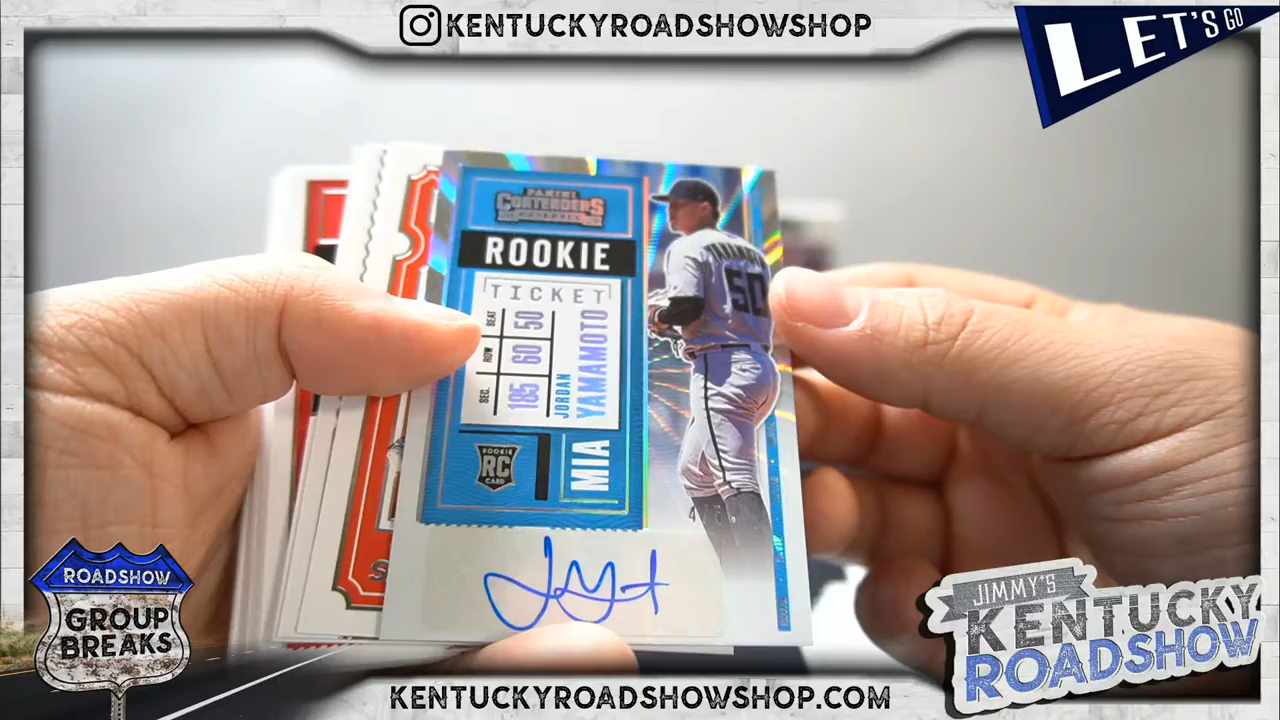 KENTUCKYROADSHOWSHOP
LET'S GO
PANINI
CONTENDERS
BASEBALL
ROOKIE
TICKET
SEAT 50
ROW 60
SEC. 185
JORDAN
YAMAMOTO
ROOKIE
RC
CARD
MIA
50
ROADSHOW
GROUP
BREAKS
JIMMY'S
KENTUCKY
ROADSHOW
KENTUCKYROADSHOWSHOP.COM